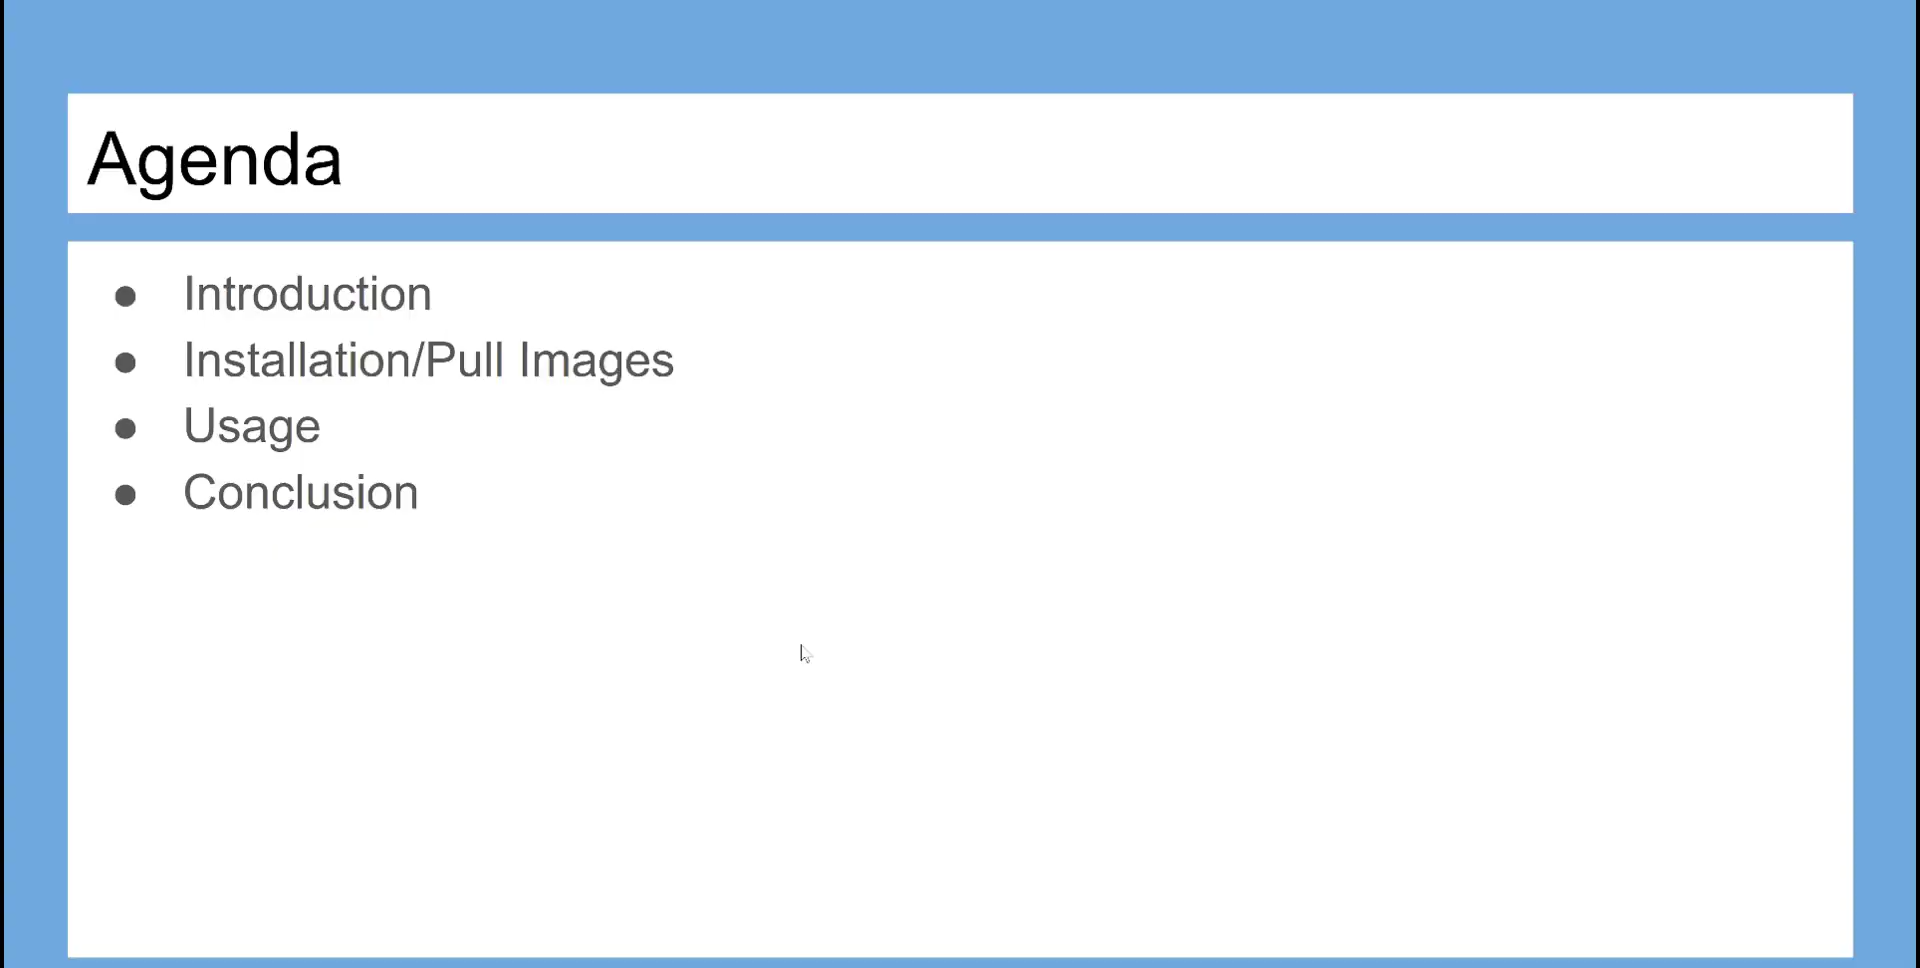 Agenda
● Introduction
● Installation/Pull Images
● Usage
● Conclusion